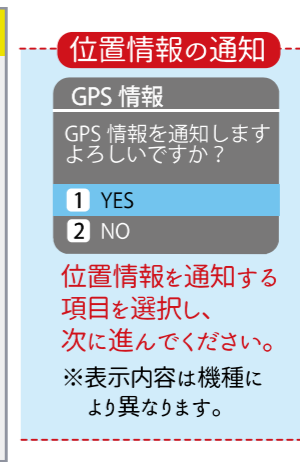 位置情報の通知
GPS 情報
GPS 情報を通知します
よろしいですか？
1 YES
2 NO
位置情報を通知する
項目を選択し、
次に進んでください。
※表示内容は機種に
より異なります。